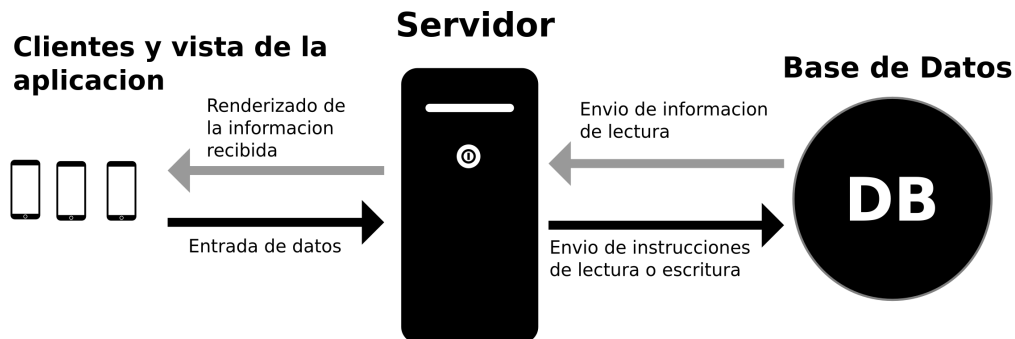 Servidor
Clientes y vista de la
aplicacion
Base de Datos
Renderizado de
la informacion
recibida
Envio de informacion
de lectura
DB
Entrada de datos
Envio de instrucciones
de lectura o escritura